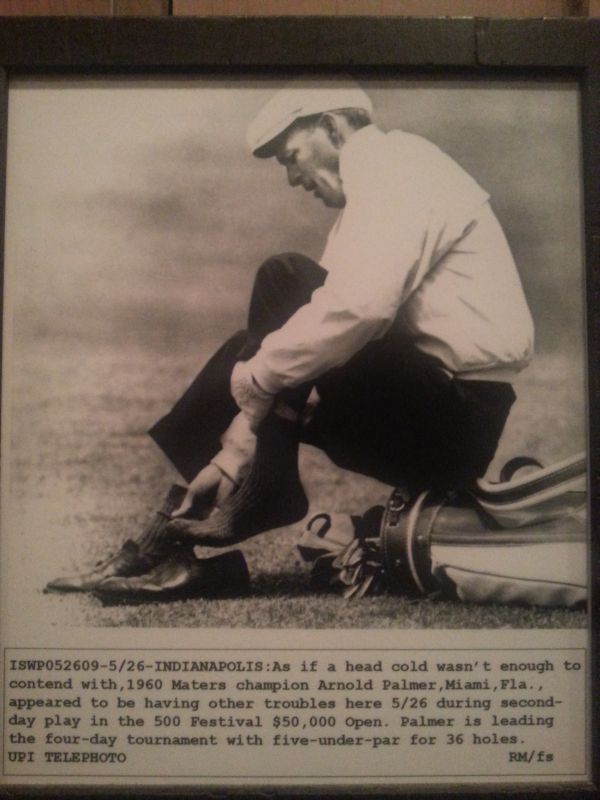 ISWP052609-5/26-INDIANAPOLIS:As if a head cold wasn't enough to
contend with,1960 Maters champion Arnold Palmer,Miami,Fla.,
appeared to be having other troubles here 5/26 during second-
day play in the 500 Festival $50,000 Open. Palmer is leading
the four-day tournament with five-under-par for 36 holes.
UPI TELEPHOTO RM/fs